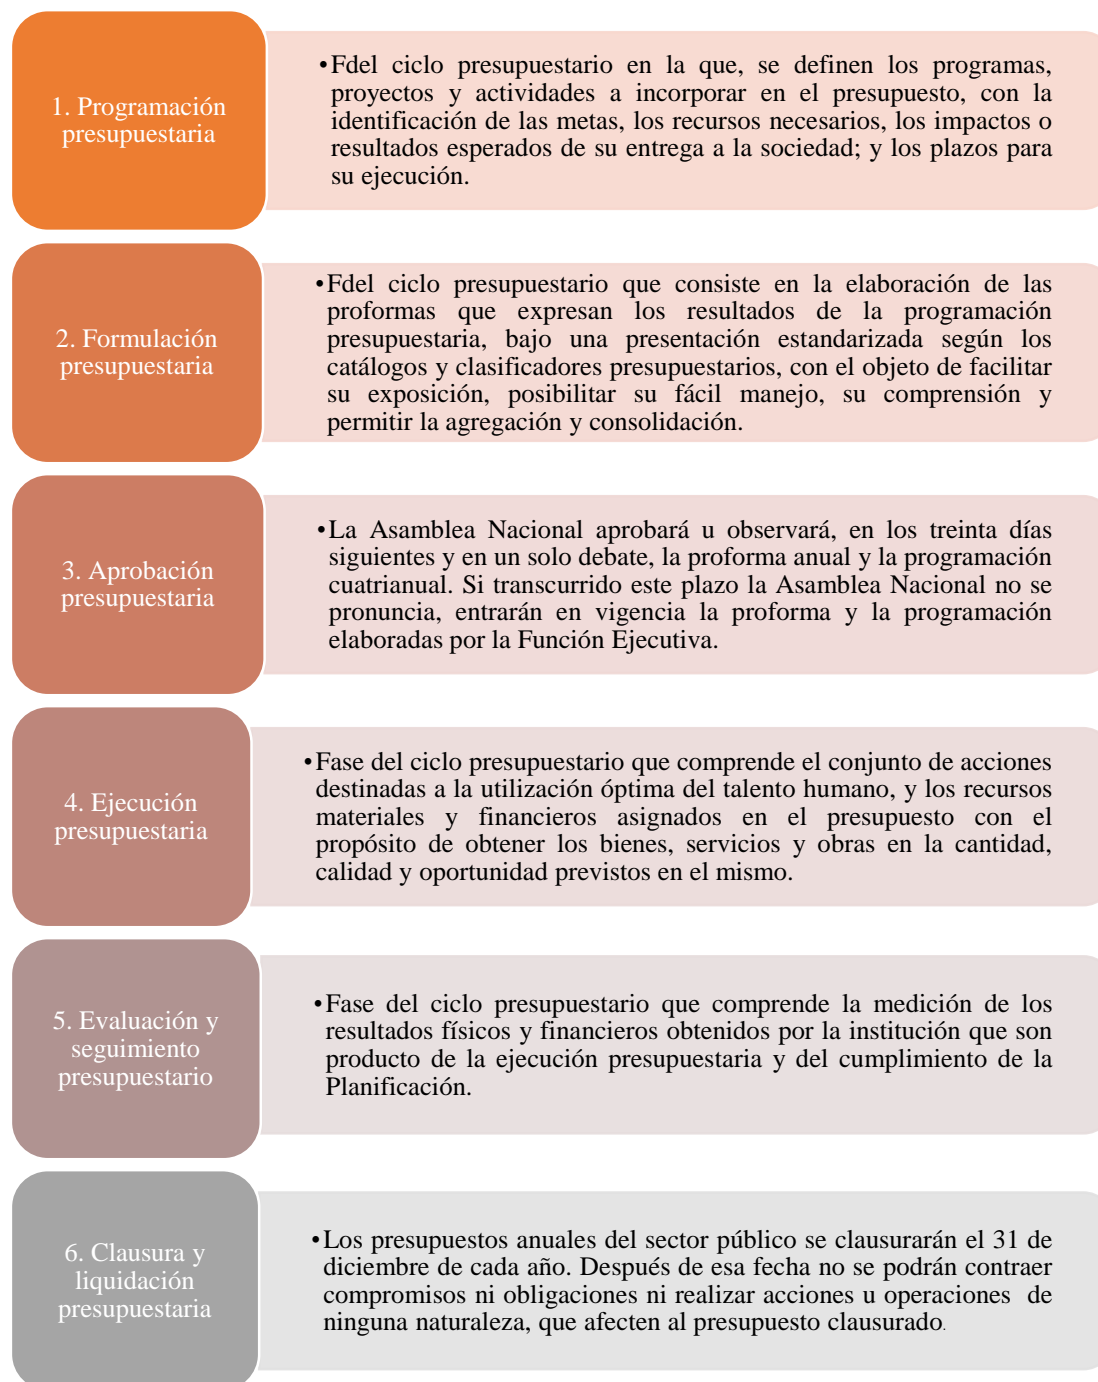 1. Programación
presupuestaria
•Fdel ciclo presupuestario en la que, se definen los programas,
proyectos y actividades a incorporar en el presupuesto, con la
identificación de las metas, los recursos necesarios, los impactos o
resultados esperados de su entrega a la sociedad; y los plazos para
su ejecución.
2. Formulación
presupuestaria
•Fdel ciclo presupuestario que consiste en la elaboración de las
proformas que expresan los resultados de la programación
presupuestaria, bajo una presentación estandarizada según los
catálogos y clasificadores presupuestarios, con el objeto de facilitar
su exposición, posibilitar su fácil manejo, su comprensión y
permitir la agregación y consolidación.
3. Aprobación
presupuestaria
•La Asamblea Nacional aprobará u observará, en los treinta días
siguientes y en un solo debate, la proforma anual y la programación
cuatrianual. Si transcurrido este plazo la Asamblea Nacional no se
pronuncia, entrarán en vigencia la proforma y la programación
elaboradas por la Función Ejecutiva.
4. Ejecución
presupuestaria
•Fase del ciclo presupuestario que comprende el conjunto de acciones
destinadas a la utilización óptima del talento humano, y los recursos
materiales y financieros asignados en el presupuesto con el
propósito de obtener los bienes, servicios y obras en la cantidad,
calidad y oportunidad previstos en el mismo.
5. Evaluación y
seguimiento
presupuestario
•Fase del ciclo presupuestario que comprende la medición de los
resultados físicos y financieros obtenidos por la institución que son
producto de la ejecución presupuestaria y del cumplimiento de la
Planificación.
6. Clausura y
liquidación
presupuestaria
•Los presupuestos anuales del sector público se clausurarán el 31 de
diciembre de cada año. Después de esa fecha no se podrán contraer
compromisos ni obligaciones ni realizar acciones u operaciones de
ninguna naturaleza, que afecten al presupuesto clausurado.